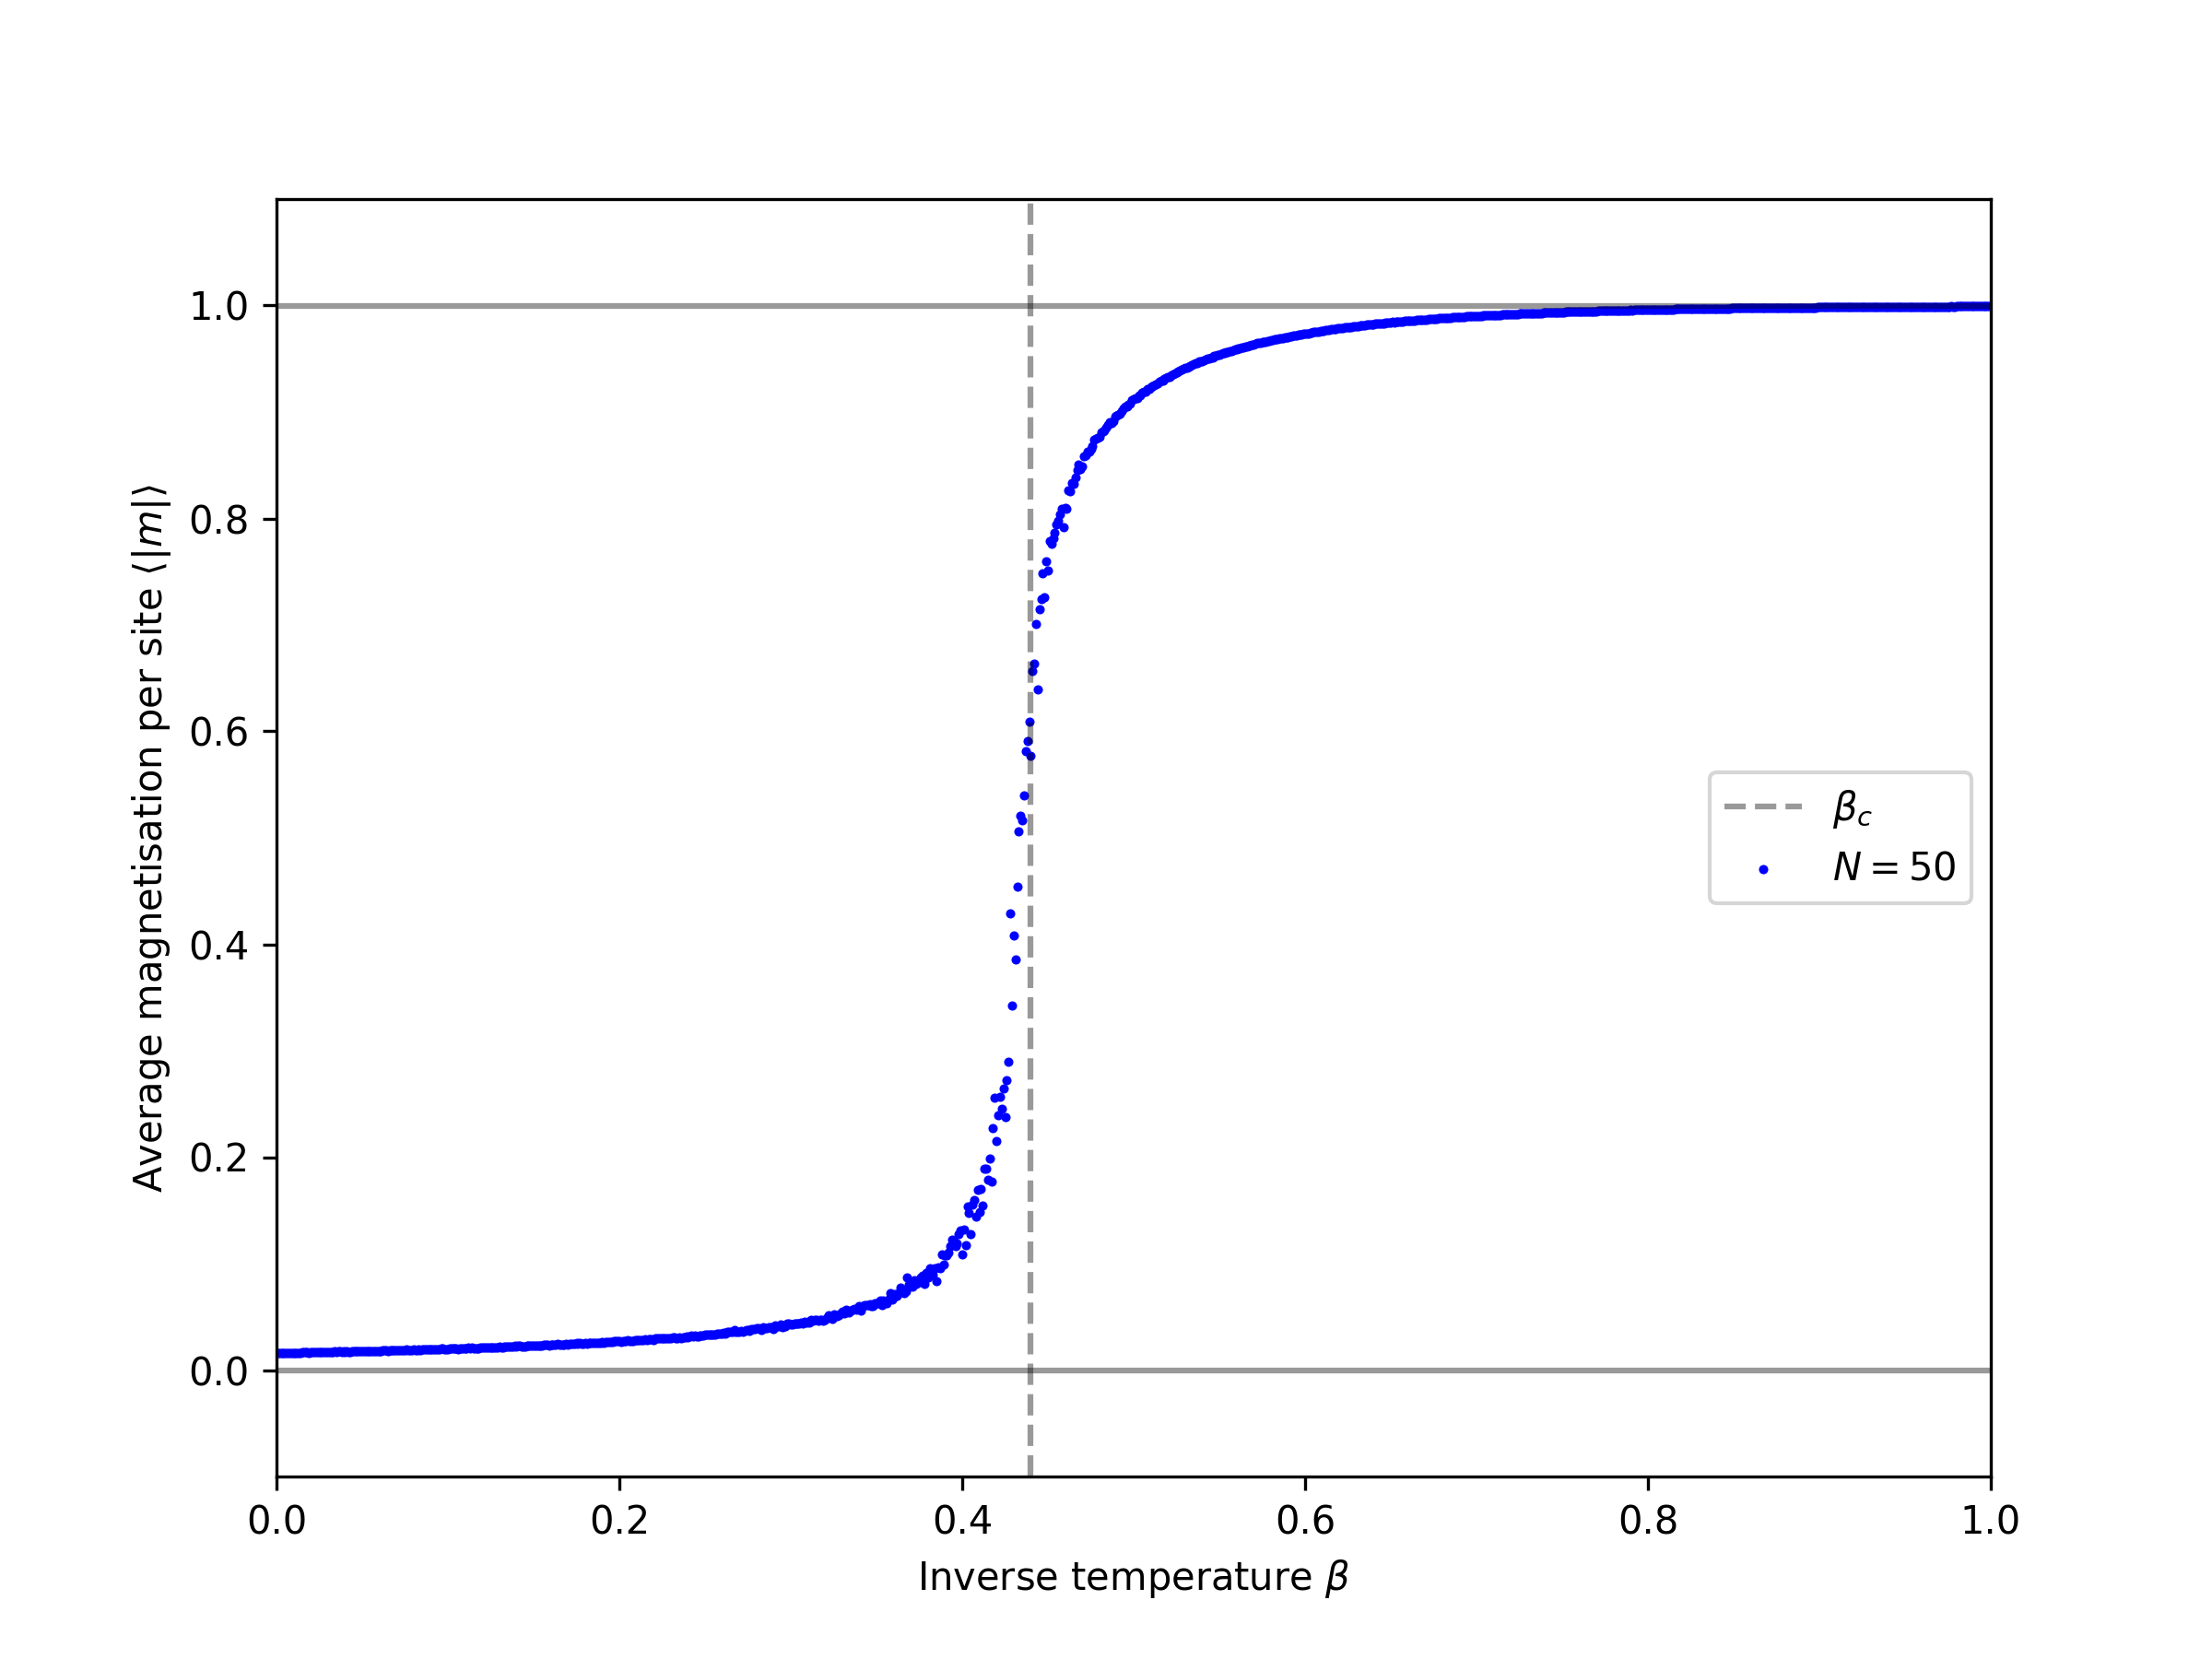 Average magnetisation per site ⟨|m|⟩
1.0
0.8
0.6
0.4
0.2
0.0
β_c
N = 50
0.0 0.2 0.4 0.6 0.8 1.0
Inverse temperature β